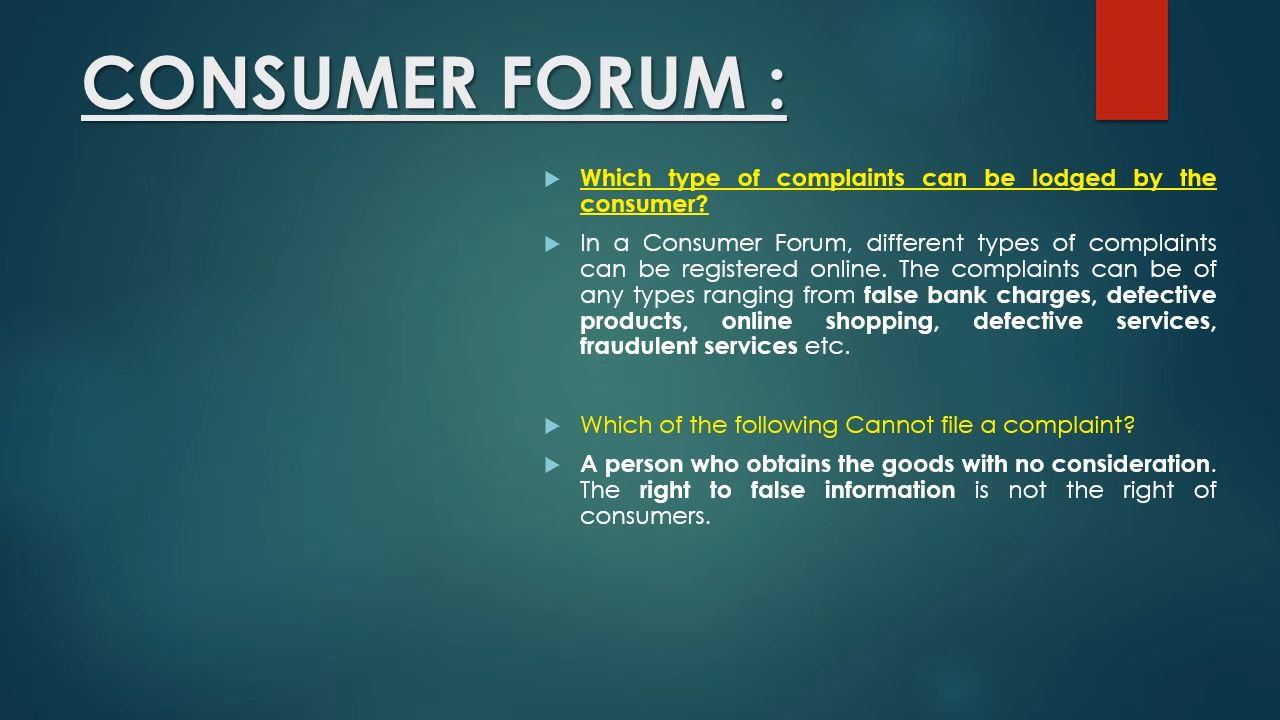 CONSUMER FORUM :
Which type of complaints can be lodged by the
consumer?
In a Consumer Forum, different types of complaints
can be registered online. The complaints can be of
any types ranging from false bank charges, defective
products, online shopping, defective services,
fraudulent services etc.
Which of the following Cannot file a complaint?
A person who obtains the goods with no consideration.
The right to false information is not the right of
consumers.